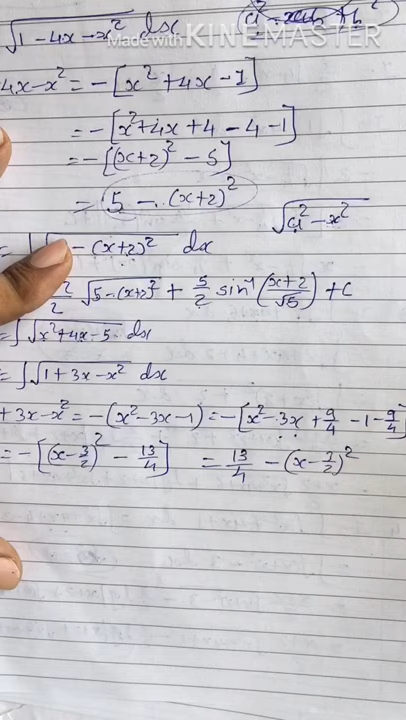 √1-4x-x² dx
Made with KINEMASTER
4x-x² = -[x²+4x-1]
= -[x²+4x+4-4-1]
= -[(x+2)² - 5]
= 5 - (x+2)²
√a²-x²
= ∫√ - (x+2)² dx
2 √5-(x+2)² + 5/2 sin⁻¹(x+2/√5) + C
= ∫√x²+4x-5 dx
= ∫√1+3x-x² dx
+3x-x² = -(x²-3x-1) = -[x²-3x+9/4-1-9/4]
= -[(x-3/2)² - 13/4] = 13/4 - (x-3/2)²